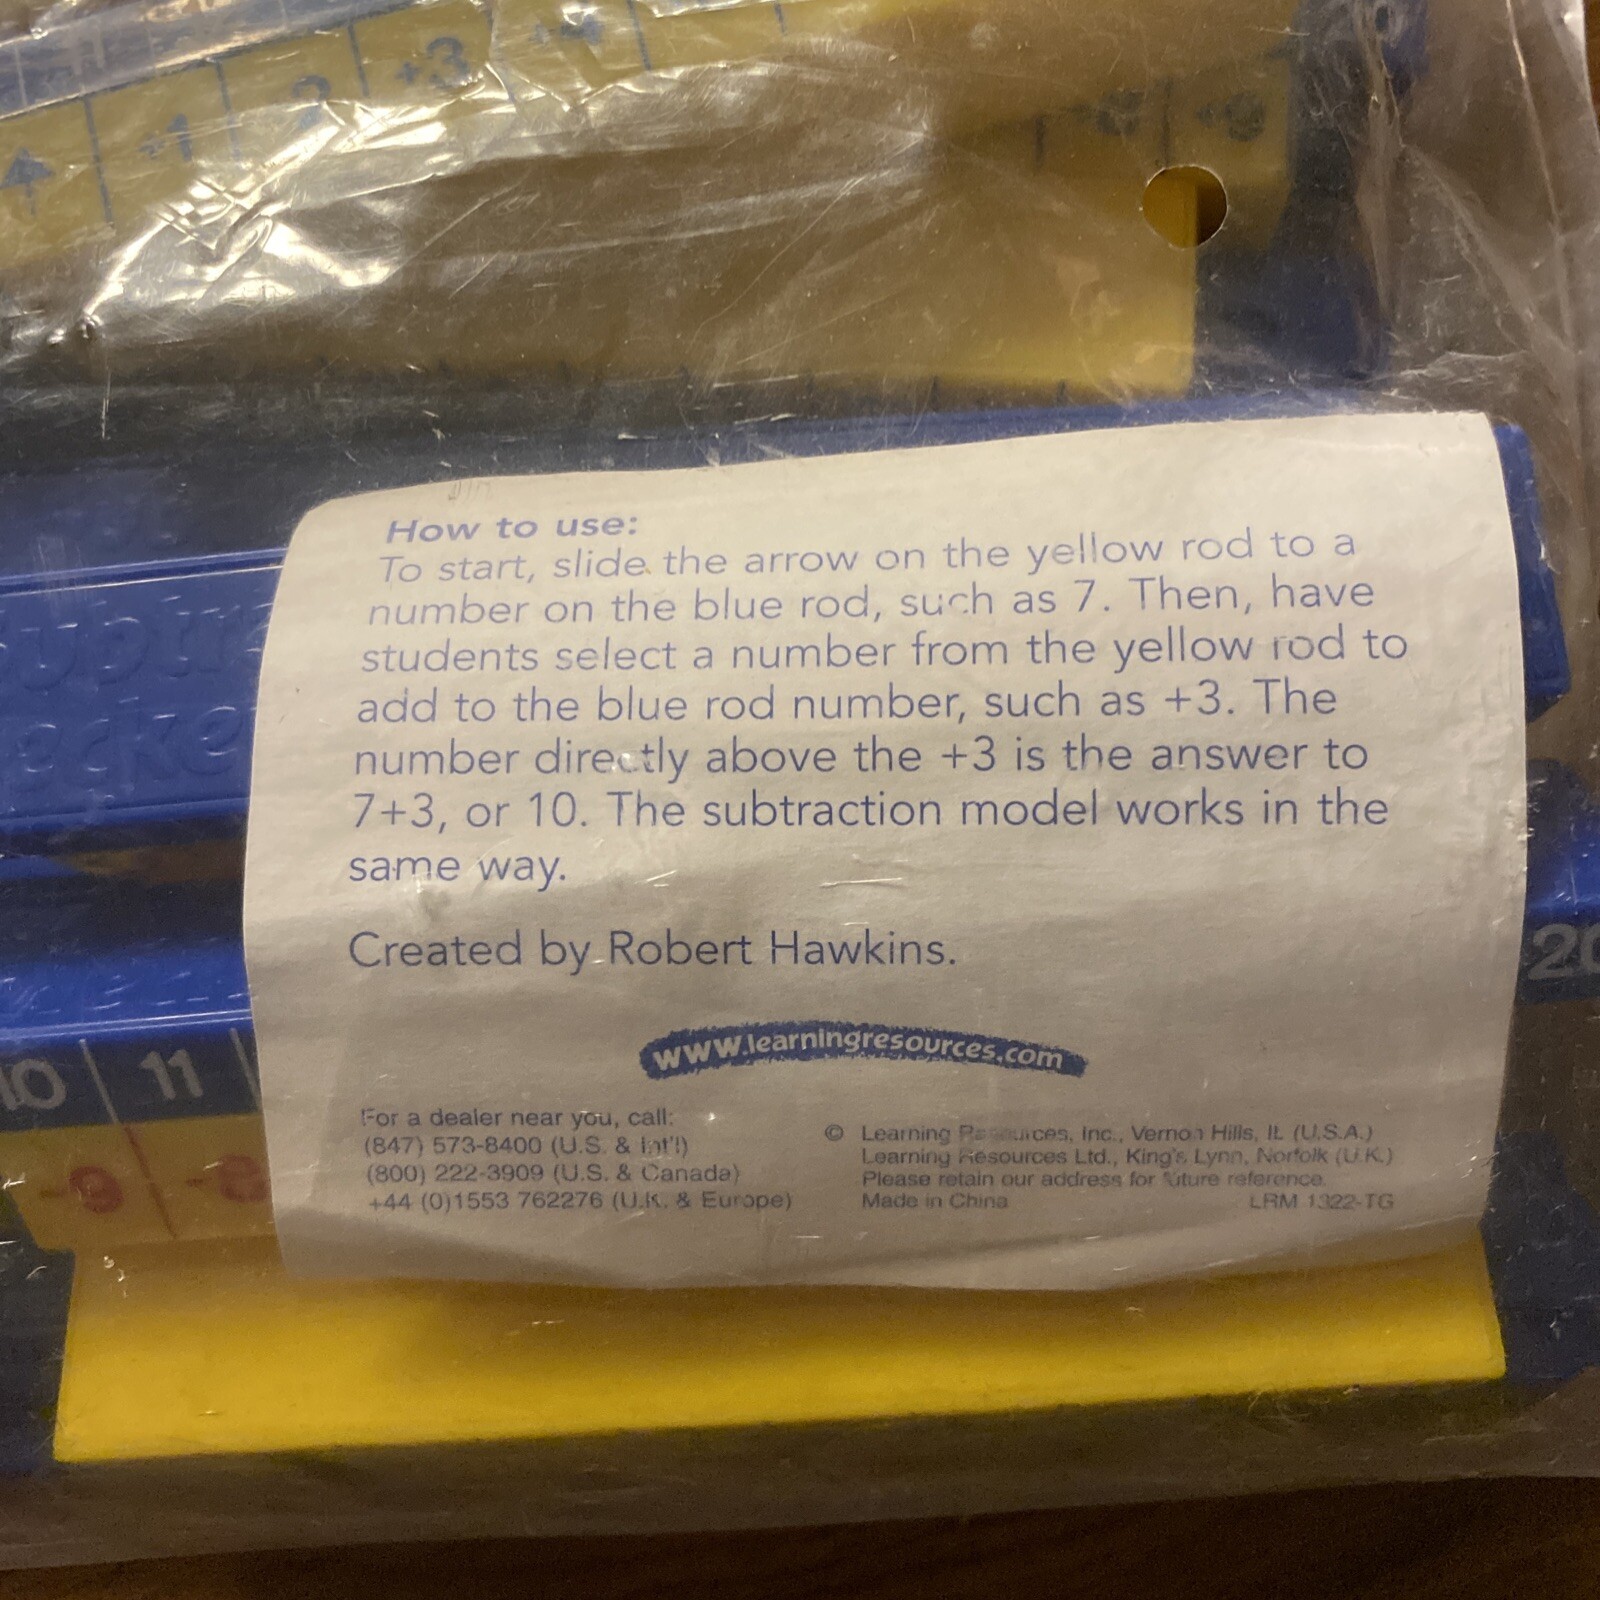 +1
2
+3
+4
+9
20
How to use:
To start, slide the arrow on the yellow rod to a
number on the blue rod, such as 7. Then, have
students select a number from the yellow rod to
add to the blue rod number, such as +3. The
number directly above the +3 is the answer to
7+3, or 10. The subtraction model works in the
same way.
Created by Robert Hawkins.
www.learningresources.com
For a dealer near you, call:
(847) 573-8400 (U.S. & Int'l)
(800) 222-3909 (U.S. & Canada)
+44 (0)1553 762276 (U.K. & Europe)
© Learning Resources, Inc., Vernon Hills, IL (U.S.A.)
Learning Resources Ltd., King's Lynn, Norfolk (U.K.)
Please retain our address for future reference.
Made in China LRM 1322-TG
20
10 11
-9 -8